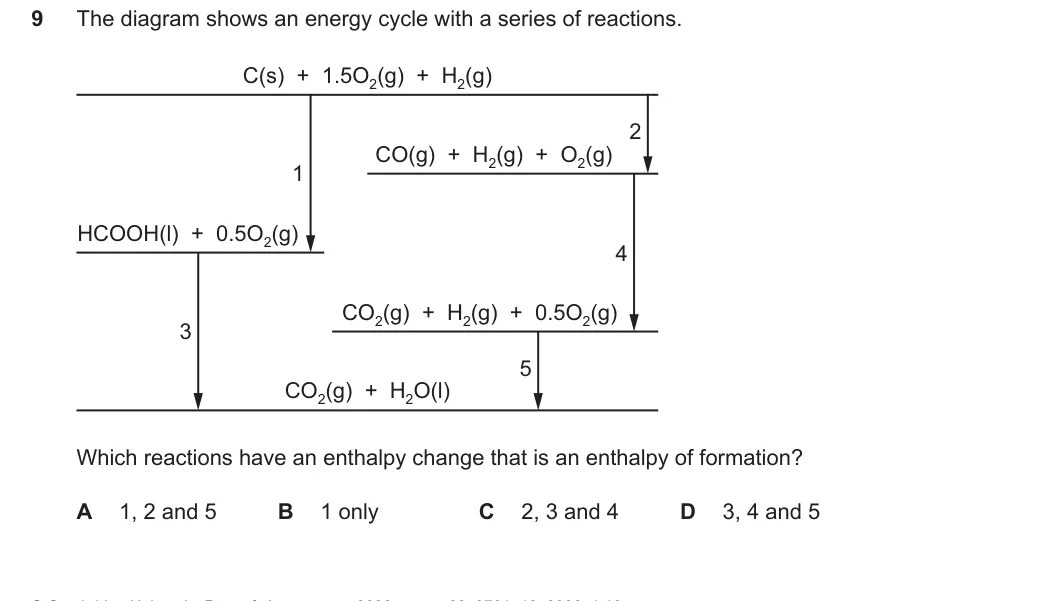 9 The diagram shows an energy cycle with a series of reactions.
C(s) + 1.5O₂(g) + H₂(g)
2
CO(g) + H₂(g) + O₂(g)
1
HCOOH(l) + 0.5O₂(g)
4
CO₂(g) + H₂(g) + 0.5O₂(g)
3
5
CO₂(g) + H₂O(l)
Which reactions have an enthalpy change that is an enthalpy of formation?
A 1, 2 and 5 B 1 only C 2, 3 and 4 D 3, 4 and 5